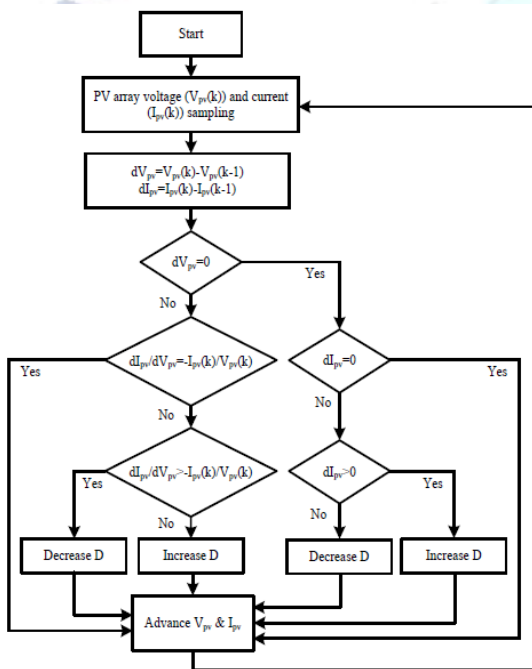 Start
PV array voltage (Vpv(k)) and current
(Ipv(k)) sampling
dVpv=Vpv(k)-Vpv(k-1)
dIpv=Ipv(k)-Ipv(k-1)
dVpv=0
Yes
No
dIpv/dVpv=-Ipv(k)/Vpv(k)
Yes
No
dIpv=0
Yes
No
dIpv/dVpv>-Ipv(k)/Vpv(k)
Yes
No
dIpv>0
Yes
No
Decrease D
Increase D
Decrease D
Increase D
Advance Vpv & Ipv